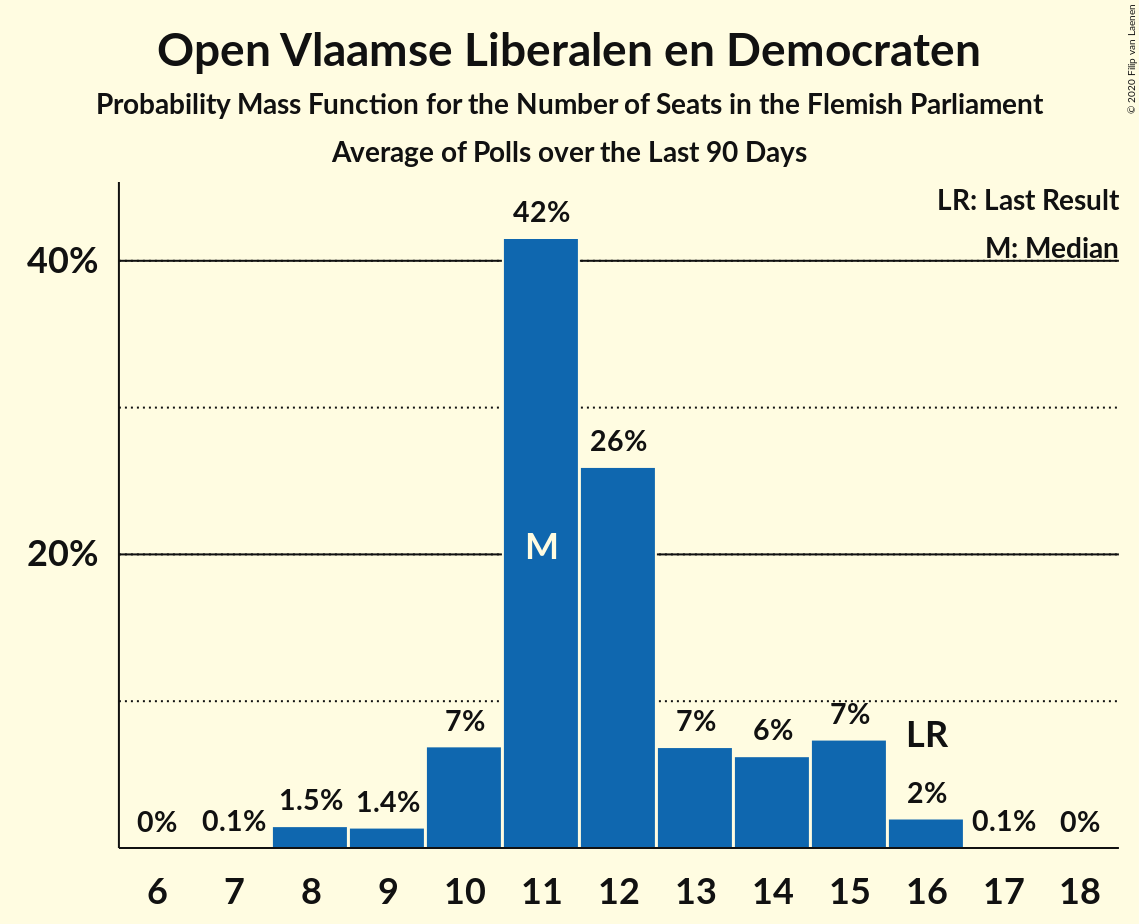 Open Vlaamse Liberalen en Democraten
Probability Mass Function for the Number of Seats in the Flemish Parliament
Average of Polls over the Last 90 Days
© 2020 Filip van Laenen
LR: Last Result
M: Median
40%
20%
0%
0.1%
1.5%
1.4%
7%
42%
M
26%
7%
6%
7%
LR
2%
0.1%
0%
6 7 8 9 10 11 12 13 14 15 16 17 18